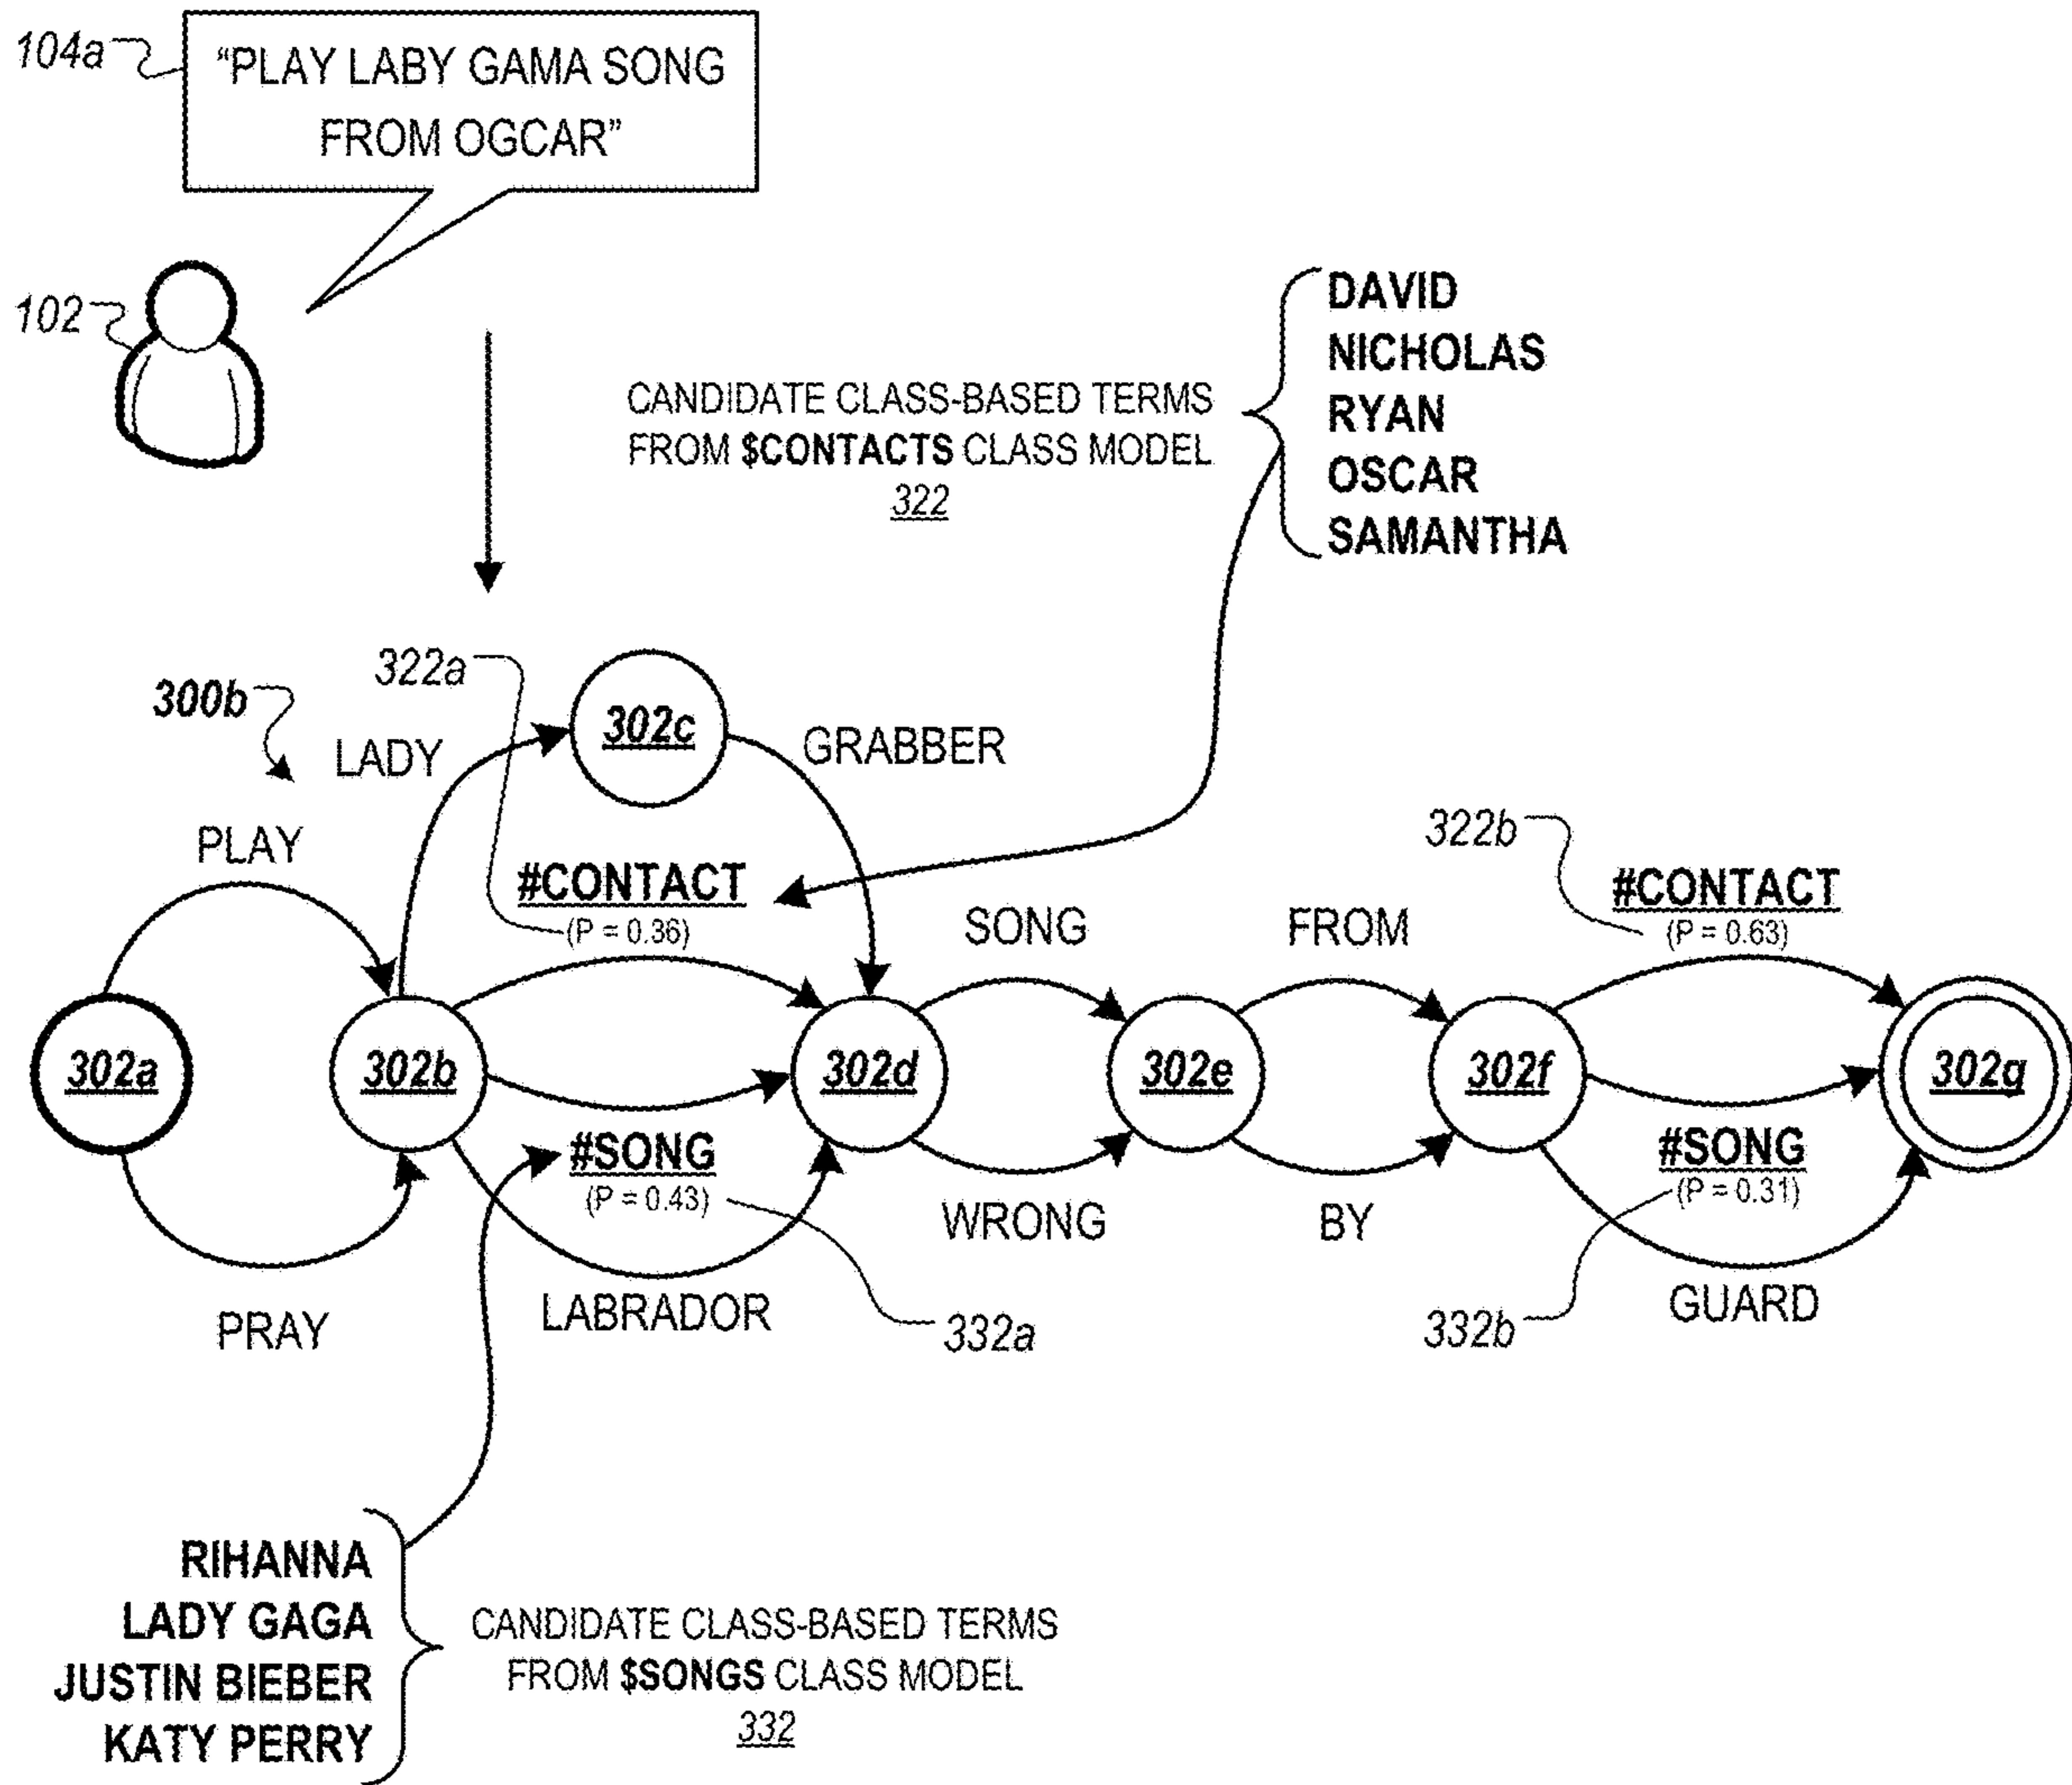 104a
“PLAY LABY GAMA SONG
FROM OGCAR”
102
CANDIDATE CLASS-BASED TERMS
FROM $CONTACTS CLASS MODEL
322
DAVID
NICHOLAS
RYAN
OSCAR
SAMANTHA
322a
300b
LADY
302c
GRABBER
PLAY
#CONTACT
(P = 0.36)
SONG
FROM
322b
#CONTACT
(P = 0.63)
302a
302b
302d
302e
302f
302g
#SONG
(P = 0.43)
WRONG
BY
#SONG
(P = 0.31)
PRAY
LABRADOR
332a
332b
GUARD
RIHANNA
LADY GAGA
JUSTIN BIEBER
KATY PERRY
CANDIDATE CLASS-BASED TERMS
FROM $SONGS CLASS MODEL
332